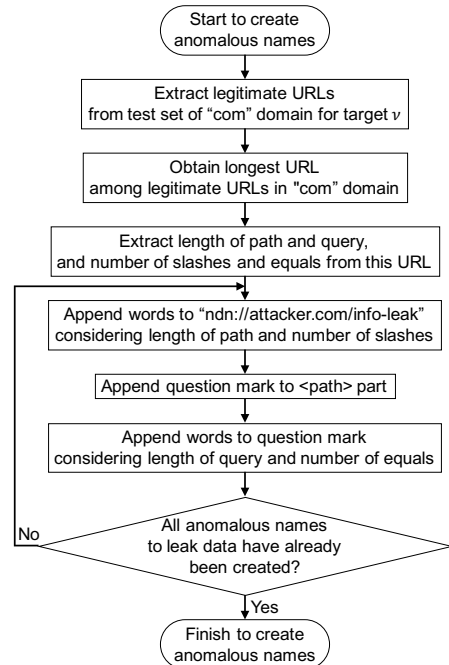 Start to create
anomalous names
Extract legitimate URLs
from test set of “com” domain for target ν
Obtain longest URL
among legitimate URLs in "com” domain
Extract length of path and query,
and number of slashes and equals from this URL
Append words to “ndn://attacker.com/info-leak”
considering length of path and number of slashes
Append question mark to <path> part
Append words to question mark
considering length of query and number of equals
All anomalous names
to leak data have already
been created?
No
Yes
Finish to create
anomalous names